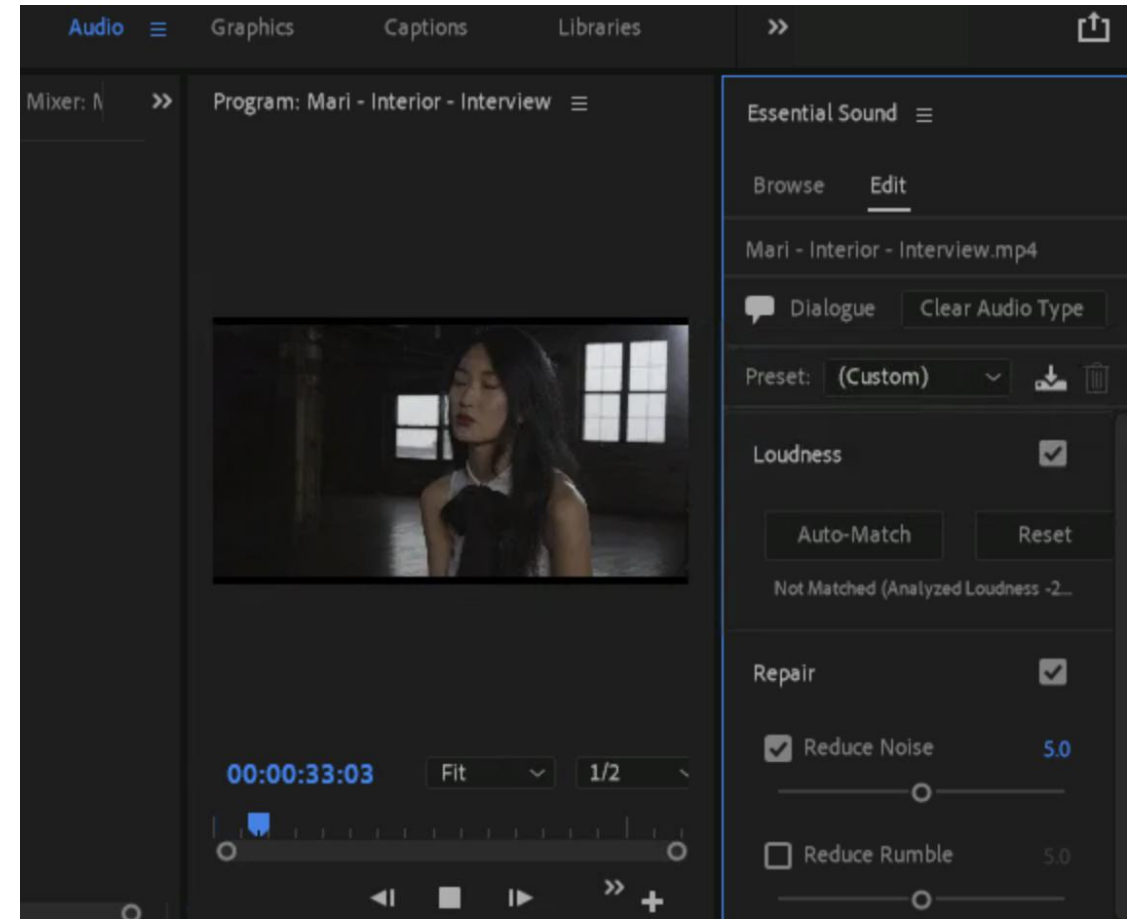 Audio Graphics Captions Libraries
Mixer: M
Program: Mari - Interior - Interview
Essential Sound
Browse Edit
Mari - Interior - Interview.mp4
Dialogue Clear Audio Type
Preset: (Custom)
Loudness
Auto-Match Reset
Not Matched (Analyzed Loudness -2...
Repair
Reduce Noise 5.0
00:00:33:03 Fit 1/2
Reduce Rumble 5.0